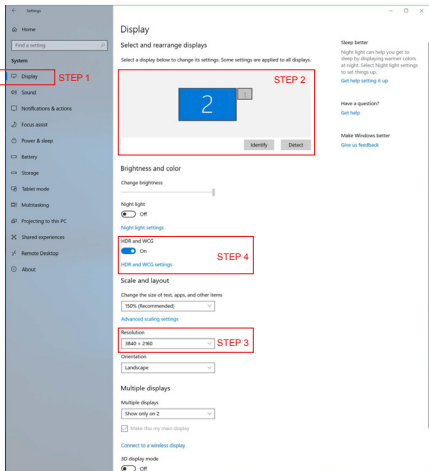 Settings
Home
Find a setting
System
Display
STEP 1
Sound
Notifications & actions
Focus assist
Power & sleep
Battery
Storage
Tablet mode
Multitasking
Projecting to this PC
Shared experiences
Remote Desktop
About
Display
Select and rearrange displays
Select a display below to change its settings. Some settings are applied to all displays.
STEP 2
2
Identify
Detect
Brightness and color
Change brightness
Night light
Off
Night light settings
HDR and WCG
On
STEP 4
HDR and WCG settings
Scale and layout
Change the size of text, apps, and other items
150% (Recommended)
Advanced scaling settings
Resolution
3840 × 2160
STEP 3
Orientation
Landscape
Multiple displays
Multiple displays
Show only on 2
Make this my main display
Connect to a wireless display
3D display mode
Off
Sleep better
Night light can help you get to
sleep by displaying warmer colors
at night. Select Night light settings
to set things up.
Get help setting it up
Have a question?
Get help
Make Windows better
Give us feedback